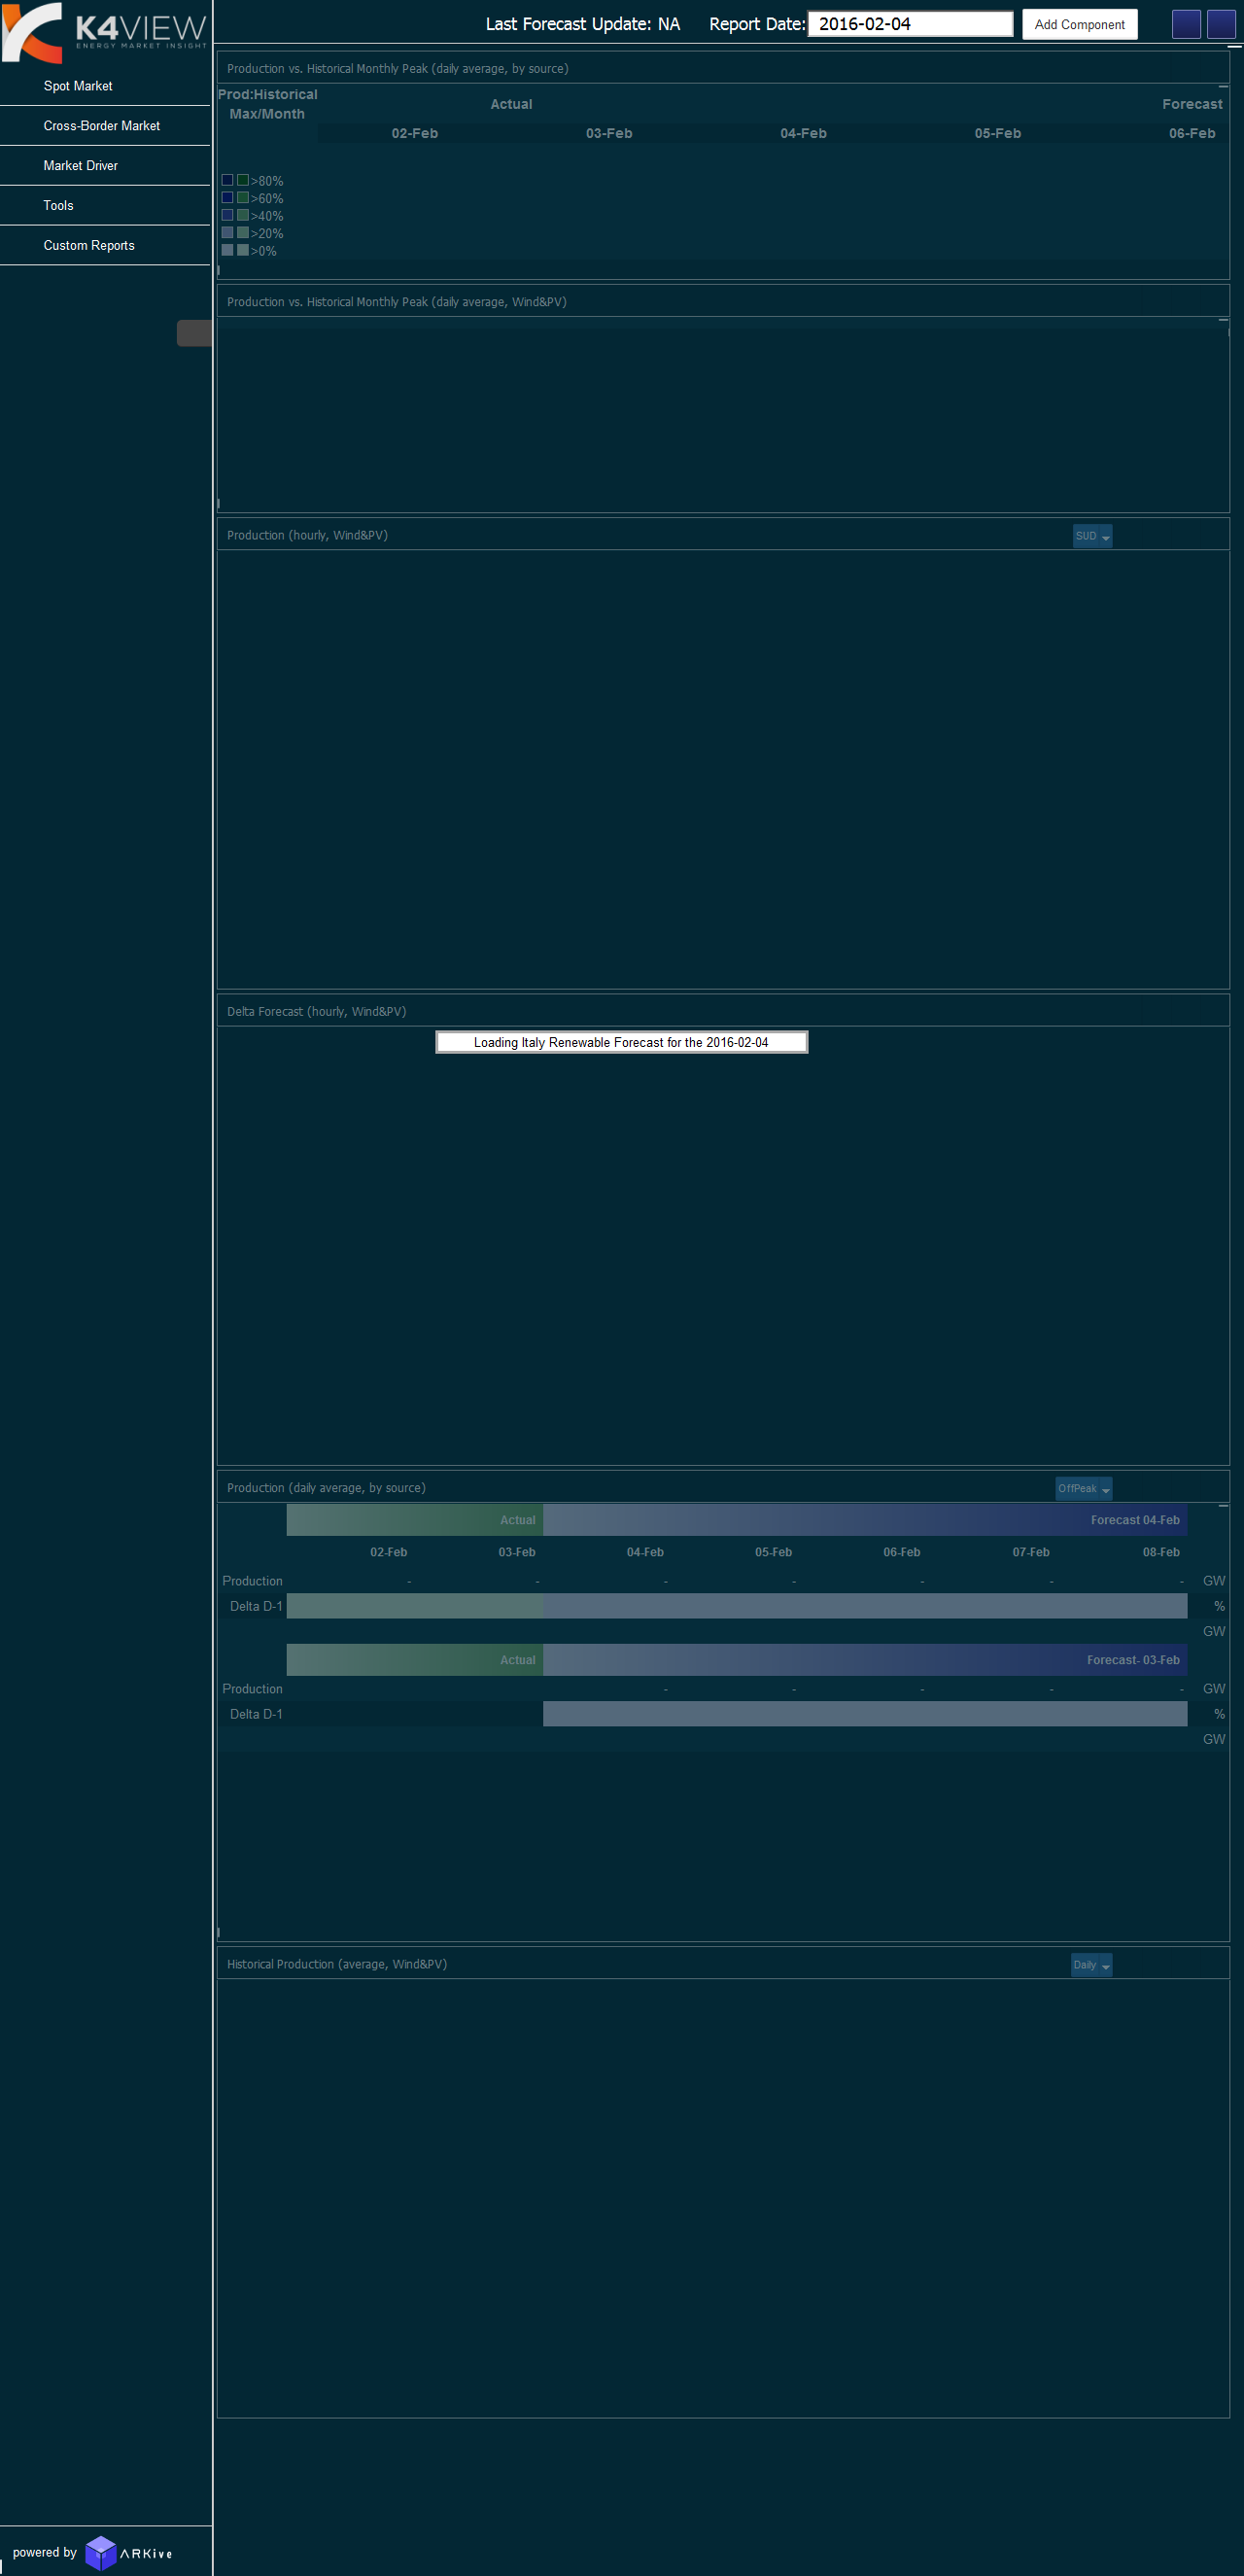 K4VIEW
ENERGY MARKET INSIGHT
Last Forecast Update: NA Report Date: 2016-02-04 Add Component
Spot Market
Cross-Border Market
Market Driver
Tools
Custom Reports
Production vs. Historical Monthly Peak (daily average, by source)
Prod:Historical
Max/Month
Actual Forecast
02-Feb 03-Feb 04-Feb 05-Feb 06-Feb
>80%
>60%
>40%
>20%
>0%
Production vs. Historical Monthly Peak (daily average, Wind&PV)
Production (hourly, Wind&PV) SUD
Delta Forecast (hourly, Wind&PV)
Loading Italy Renewable Forecast for the 2016-02-04
Production (daily average, by source) OffPeak
Actual Forecast 04-Feb
02-Feb 03-Feb 04-Feb 05-Feb 06-Feb 07-Feb 08-Feb
Production - - - - - - - GW
Delta D-1 %
GW
Actual Forecast- 03-Feb
Production - - - - - GW
Delta D-1 %
GW
Historical Production (average, Wind&PV) Daily
powered by ARKive